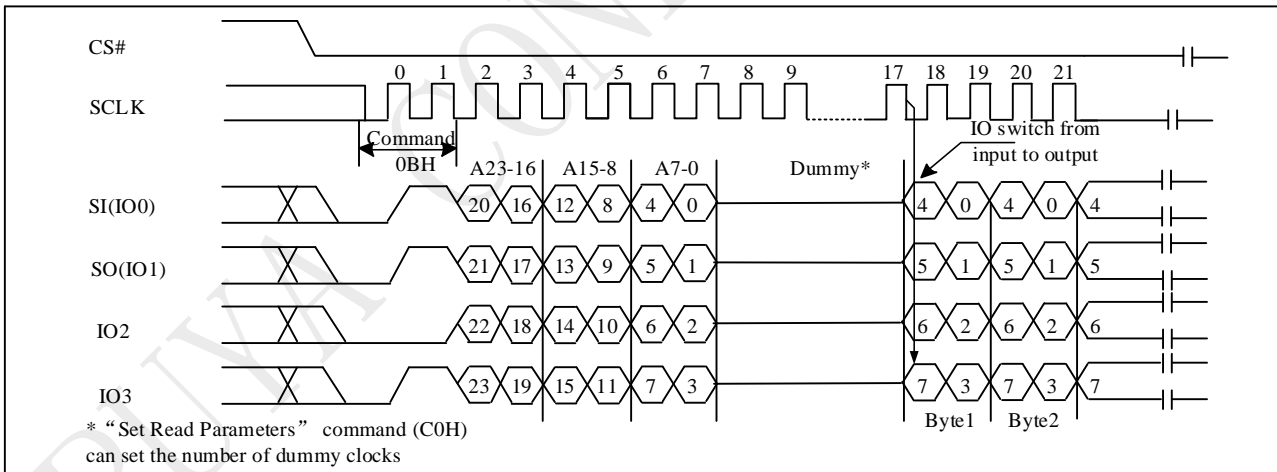 CS#
0 1 2 3 4 5 6 7 8 9 17 18 19 20 21
SCLK
Command
0BH
IO switch from
input to output
A23-16 A15-8 A7-0 Dummy*
SI(IO0) 20 16 12 8 4 0 4 0 4 0 4
SO(IO1) 21 17 13 9 5 1 5 1 5 1 5
IO2 22 18 14 10 6 2 6 2 6 2 6
IO3 23 19 15 11 7 3 7 3 7 3 7
Byte1 Byte2
* “Set Read Parameters” command (C0H)
can set the number of dummy clocks
PUYA CON